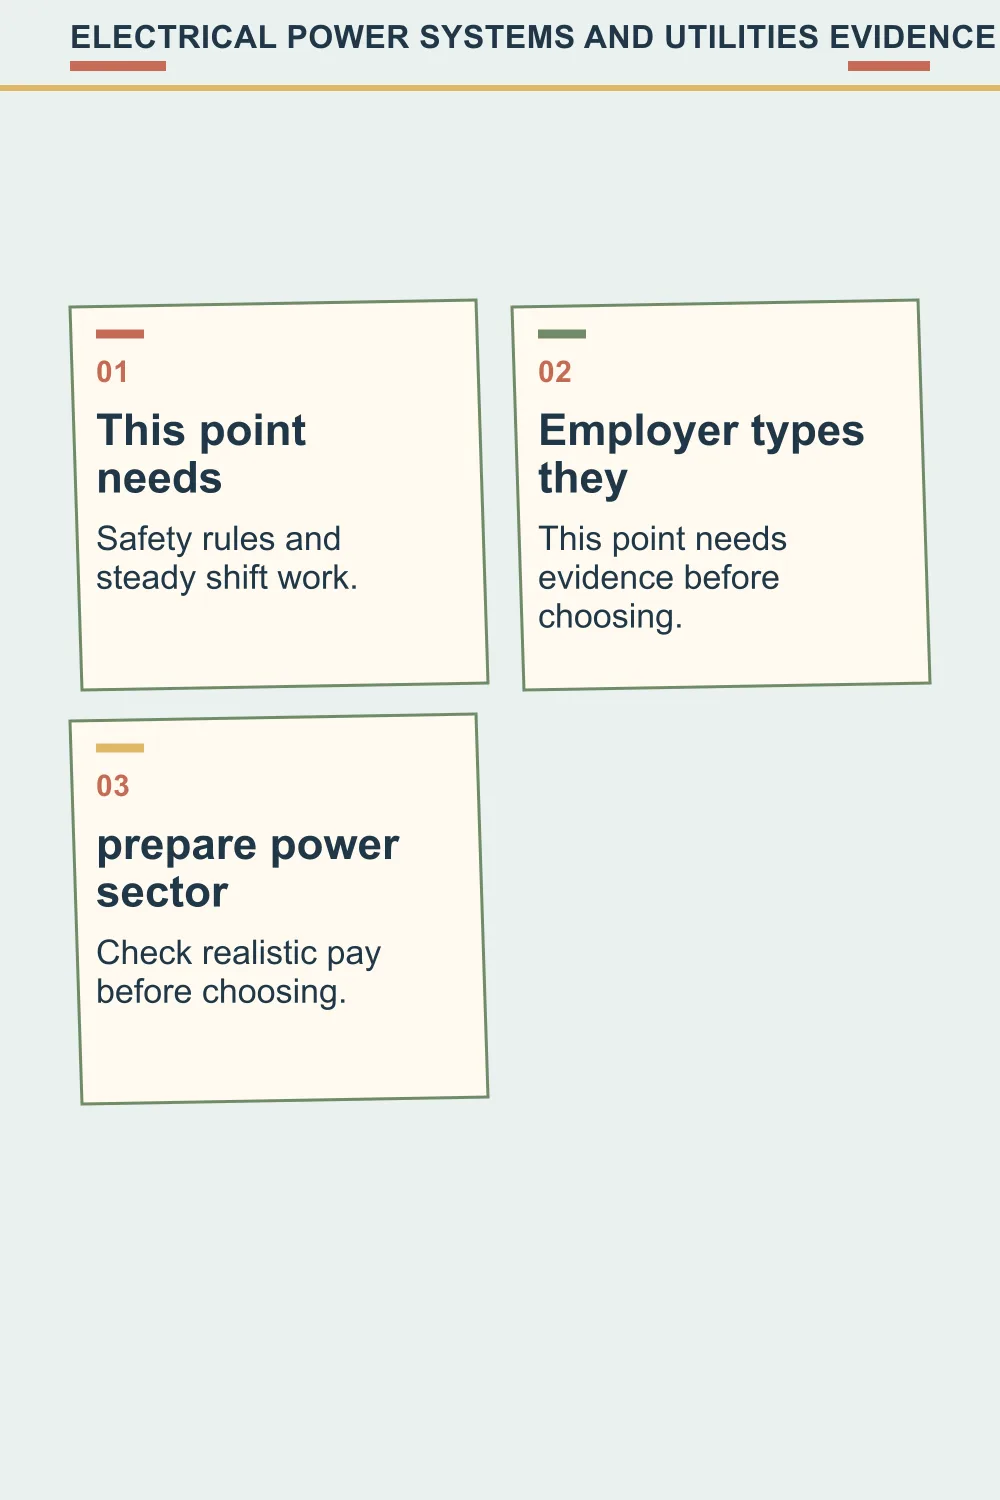 ELECTRICAL POWER SYSTEMS AND UTILITIES EVIDENCE
01
This point
needs
Safety rules and
steady shift work.
02
Employer types
they
This point needs
evidence before
choosing.
03
prepare power
sector
Check realistic pay
before choosing.